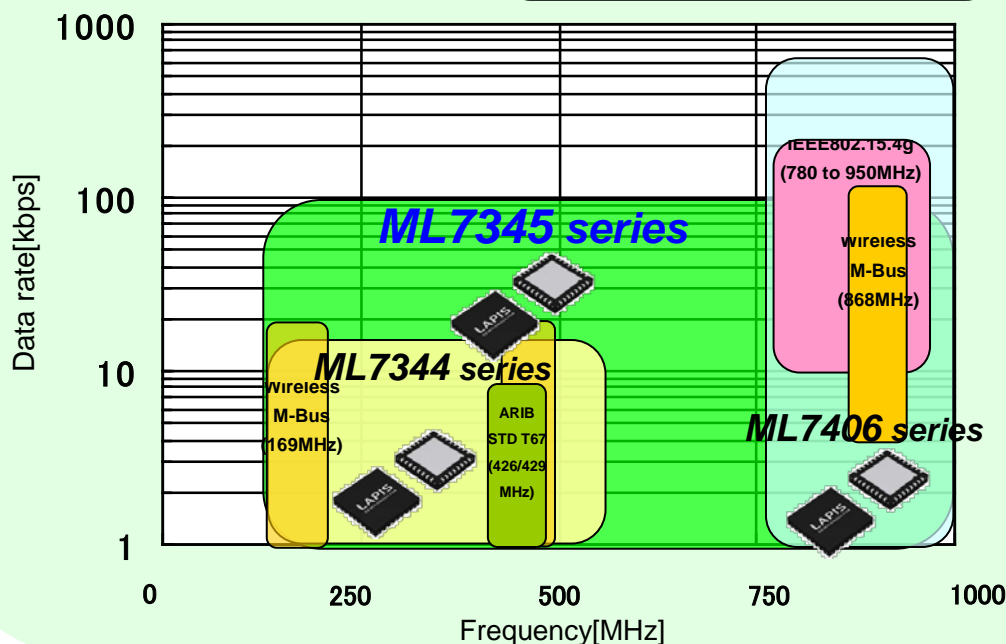 1000
100
10
1
Data rate[kbps]
0
250
500
750
1000
Frequency[MHz]
ML7345 series
LAPIS
ML7344 series
Wireless
M-Bus
(169MHz)
LAPIS
ARIB
STD T67
(426/429
MHz)
IEEE802.15.4g
(780 to 950MHz)
Wireless
M-Bus
(868MHz)
ML7406 series
LAPIS